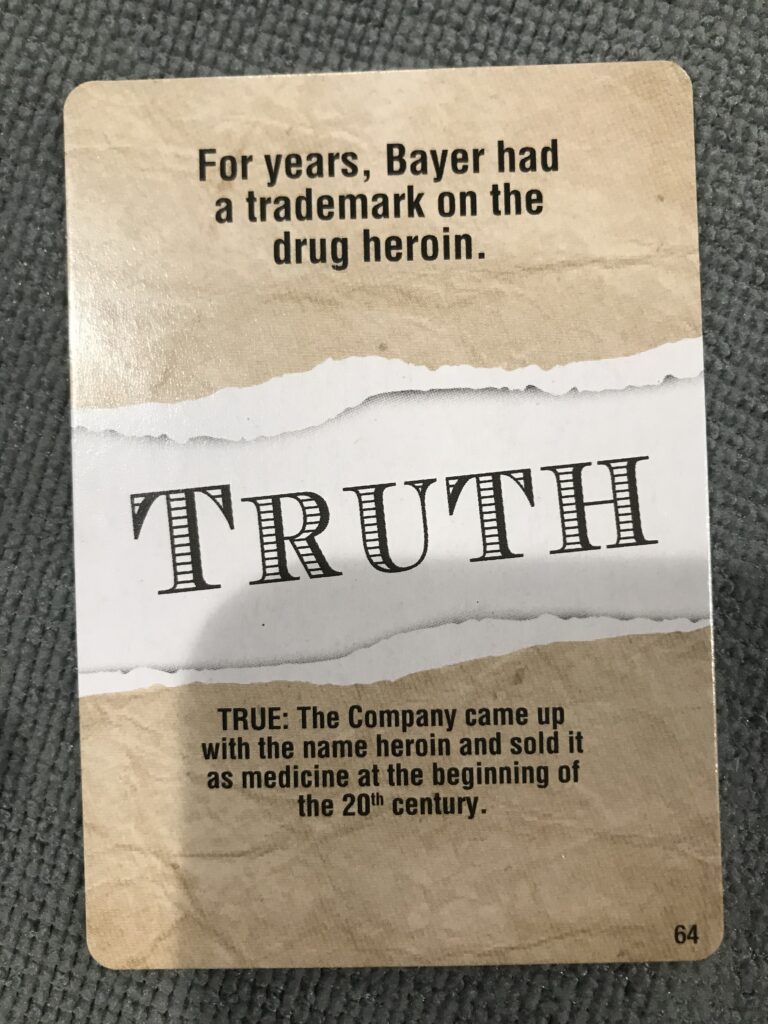 For years, Bayer had
a trademark on the
drug heroin.
TRUTH
TRUE: The Company came up
with the name heroin and sold it
as medicine at the beginning of
the 20th century.
64